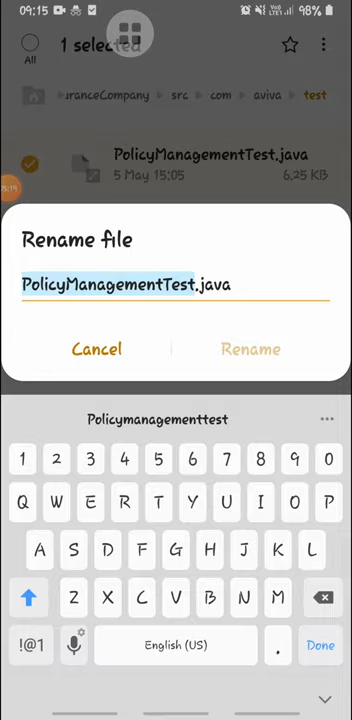 09:15 98%
1 selected
All
uranceCompany > src > com > aviva > test
PolicyManagementTest.java
5 May 15:05 6.25 KB
Rename file
PolicyManagementTest.java
Cancel Rename
Policymanagementtest
1 2 3 4 5 6 7 8 9 0
Q W E R T Y U I O P
A S D F G H J K L
Z X C V B N M
!@1 English (US) . Done